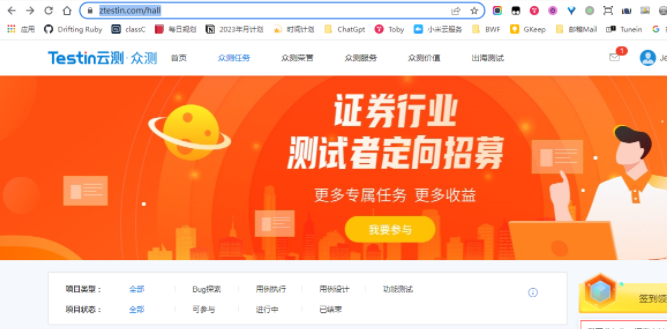 ztestin.com/hall
应用 Drifting Ruby classC 每日规划 2023年月计划 时间计划 ChatGpt Toby 小米云服务 BWF GKeep 邮箱Mail Tunein
Testin云测·众测 首页 众测任务 众测荣誉 众测服务 众测价值 出海测试 1 Je
证券行业
测试者定向招募
更多专属任务 更多收益
我要参与
项目类型: 全部 Bug探索 用例执行 用例设计 功能测试
项目状态: 全部 可参与 进行中 已结束
签到领